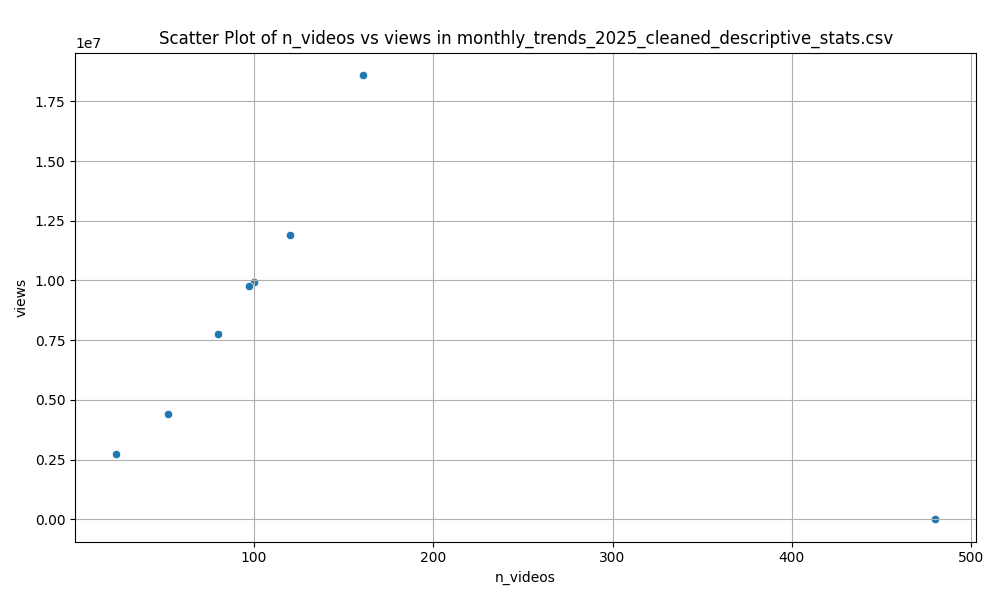 Scatter Plot of n_videos vs views in monthly_trends_2025_cleaned_descriptive_stats.csv
1e7
1.75
1.50
1.25
1.00
0.75
0.50
0.25
0.00
views
100 200 300 400 500
n_videos